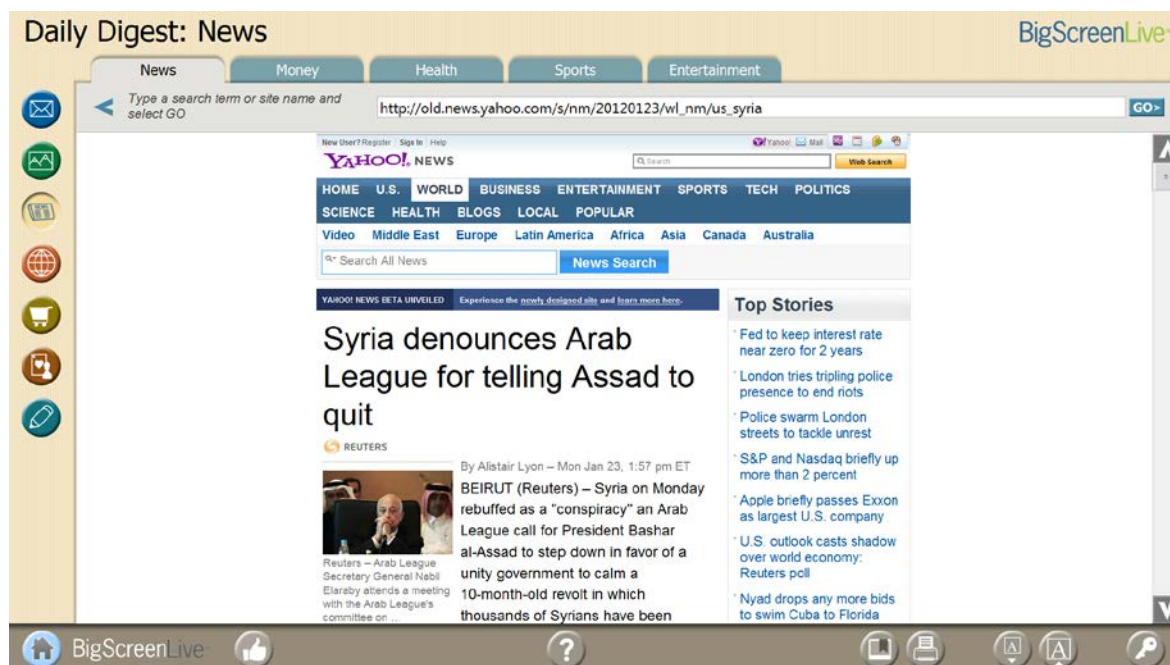 Daily Digest: News
BigScreenLive
News Money Health Sports Entertainment
Type a search term or site name and
select GO
http://old.news.yahoo.com/s/nm/20120123/wl_nm/us_syria
GO>
New User? Register Sign In Help
Yahoo! Mail
YAHOO! NEWS
Search
Web Search
HOME U.S. WORLD BUSINESS ENTERTAINMENT SPORTS TECH POLITICS
SCIENCE HEALTH BLOGS LOCAL POPULAR
Video Middle East Europe Latin America Africa Asia Canada Australia
Search All News
News Search
YAHOO! NEWS BETA UNVEILED Experience the newly designed site and learn more here.
Syria denounces Arab
League for telling Assad to
quit
REUTERS
By Alistair Lyon – Mon Jan 23, 1:57 pm ET
BEIRUT (Reuters) – Syria on Monday
rebuffed as a "conspiracy" an Arab
League call for President Bashar
al-Assad to step down in favor of a
unity government to calm a
10-month-old revolt in which
thousands of Syrians have been
Reuters – Arab League
Secretary General Nabil
Elaraby attends a meeting
with the Arab League's
committee on ...
Top Stories
Fed to keep interest rate
near zero for 2 years
London tries tripling police
presence to end riots
Police swarm London
streets to tackle unrest
S&P and Nasdaq briefly up
more than 2 percent
Apple briefly passes Exxon
as largest U.S. company
U.S. outlook casts shadow
over world economy:
Reuters poll
Nyad drops any more bids
to swim Cuba to Florida
BigScreenLive
?
A A